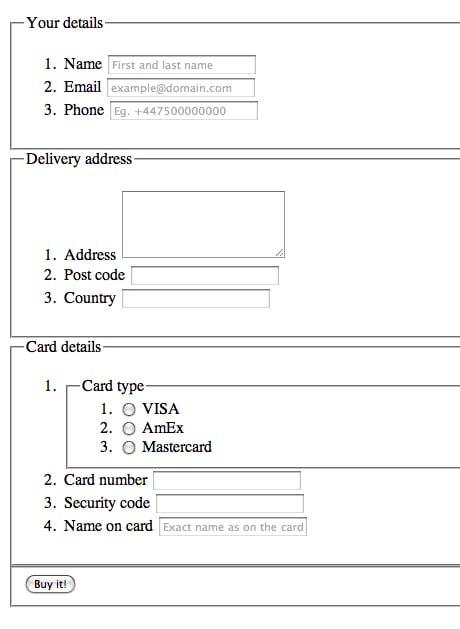 Your details
1. Name First and last name
2. Email example@domain.com
3. Phone Eg. +447500000000
Delivery address
1. Address
2. Post code
3. Country
Card details
1. Card type
1. VISA
2. AmEx
3. Mastercard
2. Card number
3. Security code
4. Name on card Exact name as on the card
Buy it!